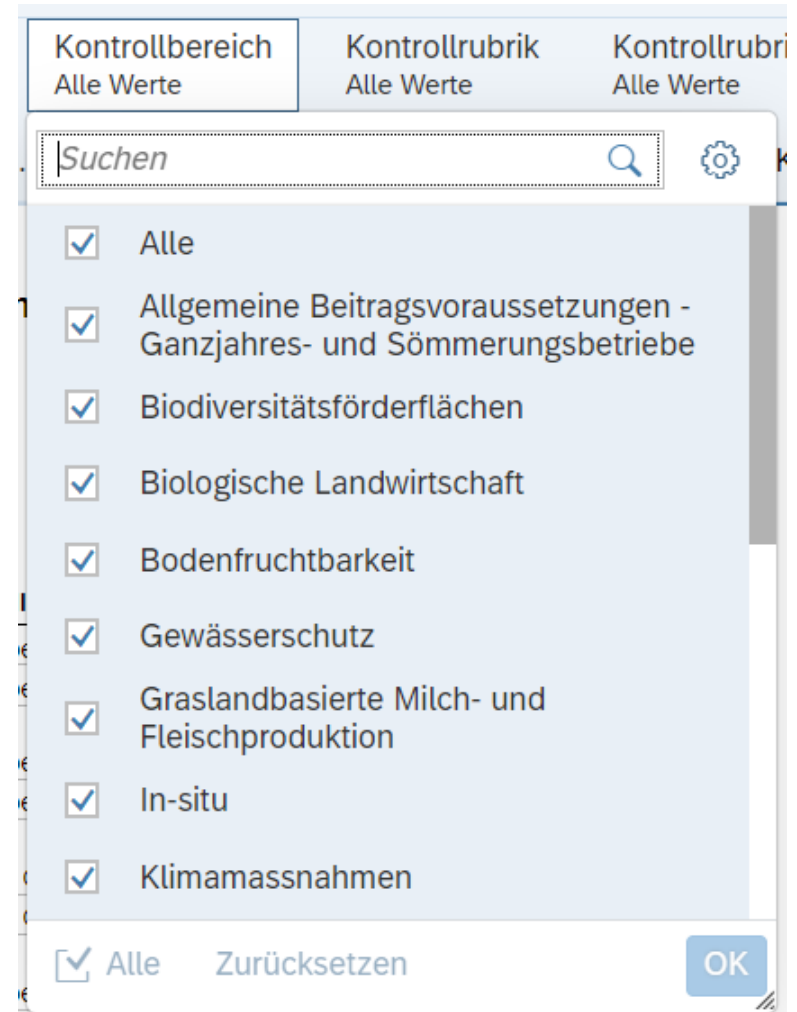 Kontrollbereich
Kontrollrubrik
Alle Werte
Alle Werte
Alle Werte
Suchen
Alle
Allgemeine Beitragsvoraussetzungen -
Ganzjahres- und Sömmerungsbetriebe
Biodiversitätsförderflächen
Biologische Landwirtschaft
Bodenfruchtbarkeit
Gewässerschutz
Graslandbasierte Milch- und
Fleischproduktion
In-situ
Klimamassnahmen
Alle
Zurücksetzen
OK